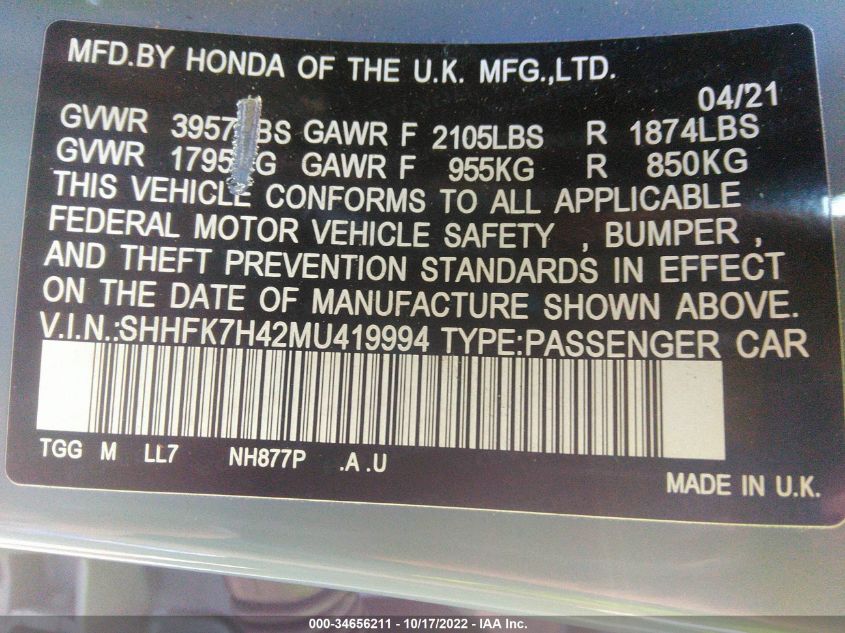 MFD.BY HONDA OF THE U.K. MFG.,LTD.
04/21
GVWR 3957 BS GAWR F 2105LBS R 1874LBS
GVWR 1795 G GAWR F 955KG R 850KG
THIS VEHICLE CONFORMS TO ALL APPLICABLE
FEDERAL MOTOR VEHICLE SAFETY , BUMPER ,
AND THEFT PREVENTION STANDARDS IN EFFECT
ON THE DATE OF MANUFACTURE SHOWN ABOVE.
V.I.N.:SHHFK7H42MU419994 TYPE:PASSENGER CAR
TGG M LL7 NH877P .A .U
MADE IN U.K.
000-34656211 - 10/17/2022 - IAA Inc.